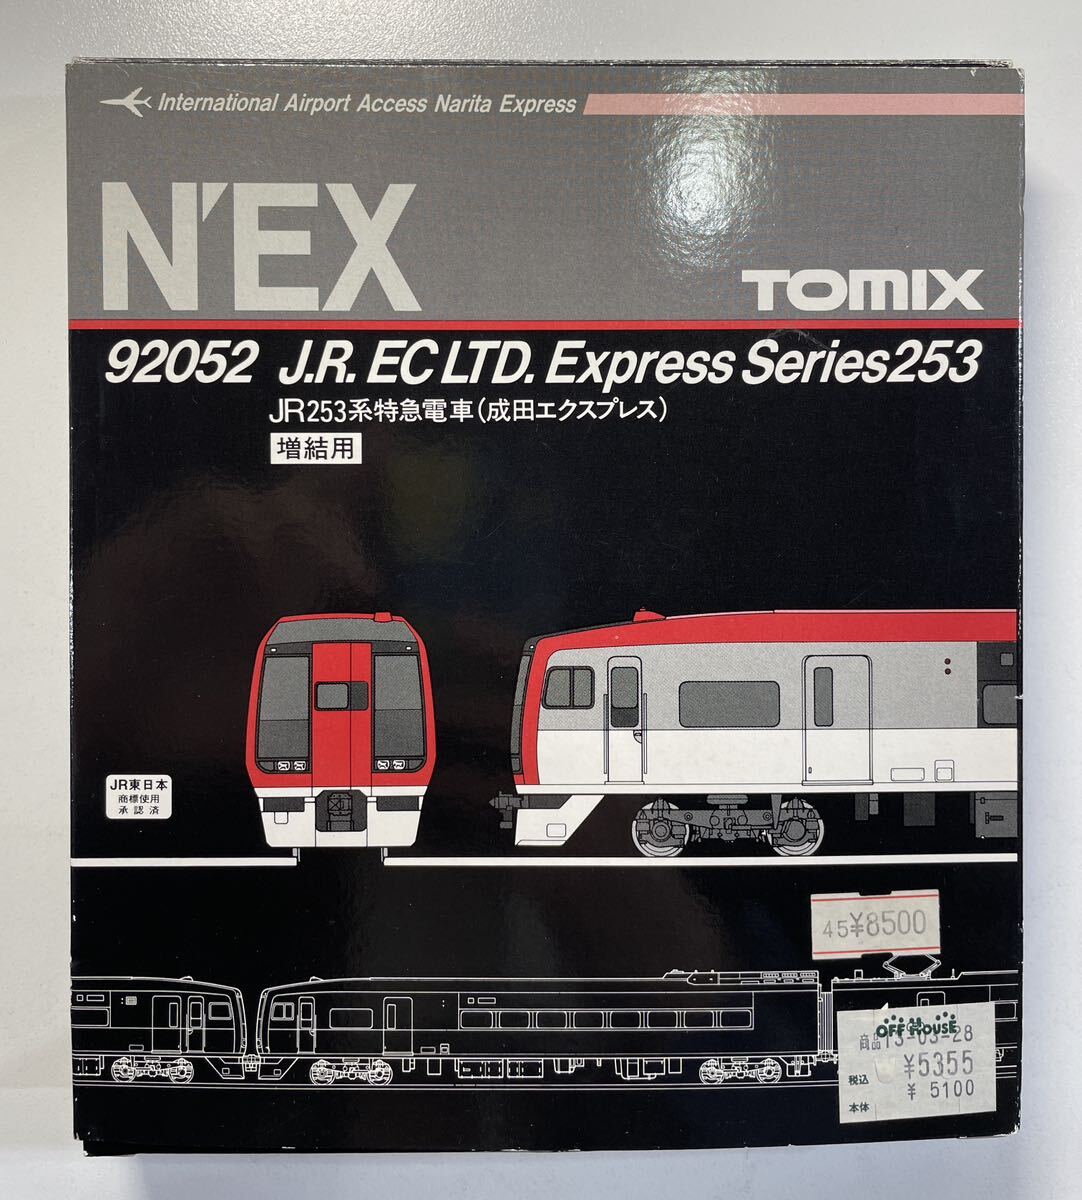 International Airport Access Narita Express
N'EX
TOMIX
92052 J.R. EC LTD. Express Series 253
JR253系特急電車(成田エクスプレス)
増結用
JR東日本
商標使用
承認済
45¥8500
OFF HOUSE
商品 13-03-28
税込 ¥5355
本体 ¥ 5100